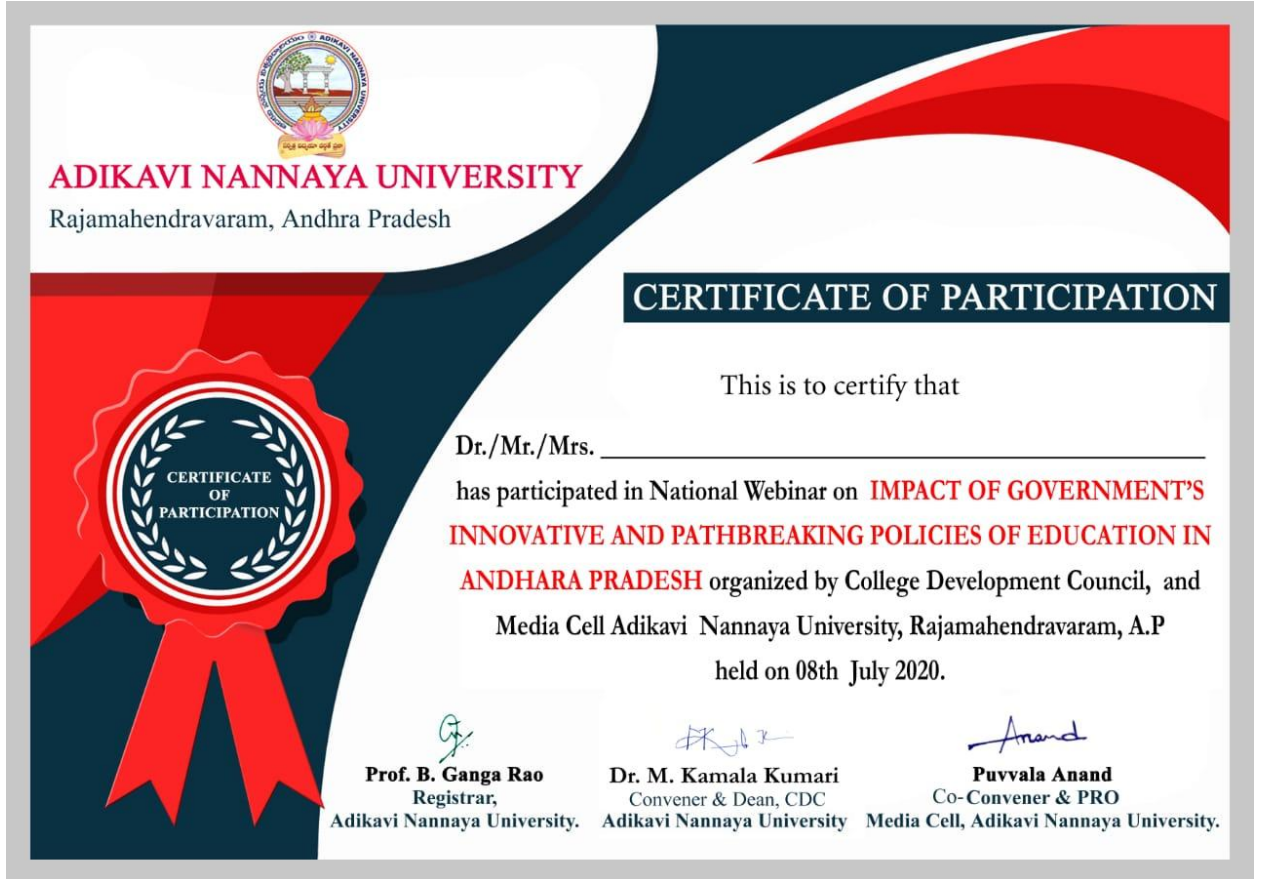 ADIKAVI NANNAYA UNIVERSITY
Rajamahendravaram, Andhra Pradesh
CERTIFICATE OF PARTICIPATION
CERTIFICATE
OF
PARTICIPATION
This is to certify that
Dr./Mr./Mrs.
has participated in National Webinar on IMPACT OF GOVERNMENT'S
INNOVATIVE AND PATHBREAKING POLICIES OF EDUCATION IN
ANDHARA PRADESH organized by College Development Council, and
Media Cell Adikavi Nannaya University, Rajamahendravaram, A.P
held on 08th July 2020.
Anand
Prof. B. Ganga Rao
Registrar,
Adikavi Nannaya University.
Dr. M. Kamala Kumari
Convener & Dean, CDC
Adikavi Nannaya University
Puvvala Anand
Co-Convener & PRO
Media Cell, Adikavi Nannaya University.